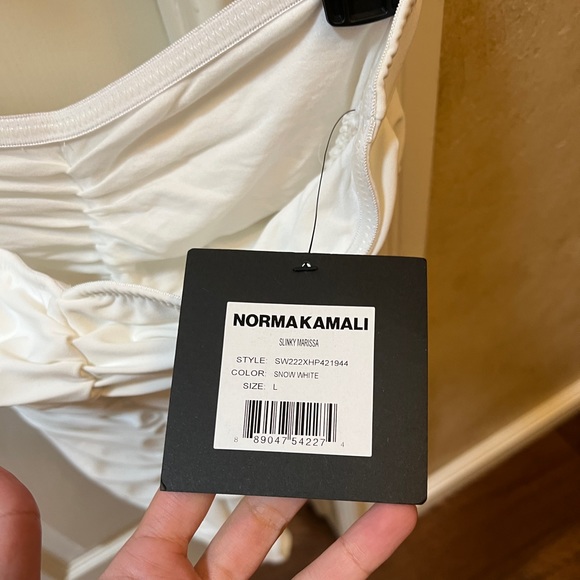 NORMA KAMALI
SLINKY MARISSA
STYLE: SW222XHP421944
COLOR: SNOW WHITE
SIZE: L
8 89047 54227 4